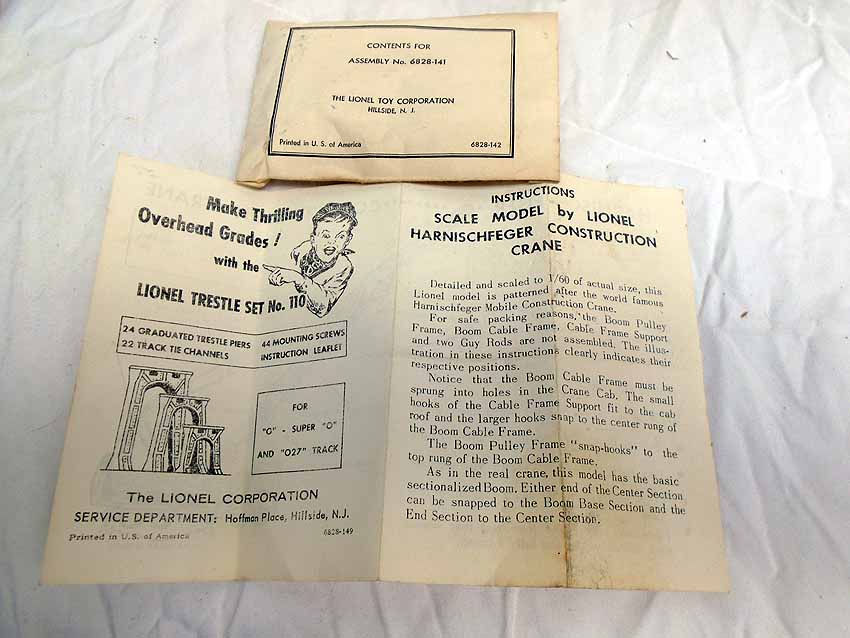 CONTENTS FOR
ASSEMBLY No. 6828-141
THE LIONEL TOY CORPORATION
HILLSIDE, N. J.
Printed in U. S. of America
6828-142
Make Thrilling
Overhead Grades!
with the
LIONEL TRESTLE SET No. 110
24 GRADUATED TRESTLE PIERS
22 TRACK TIE CHANNELS
44 MOUNTING SCREWS
INSTRUCTION LEAFLET
FOR
"O" - SUPER "O"
AND "O27" TRACK
The LIONEL CORPORATION
SERVICE DEPARTMENT: Hoffman Place, Hillside, N.J.
Printed in U. S. of America
6828-149
INSTRUCTIONS
SCALE MODEL by LIONEL
HARNISCHFEGER CONSTRUCTION
CRANE
Detailed and scaled to 1/60 of actual size, this
Lionel model is patterned after the world famous
Harnischfeger Mobile Construction Crane.
For safe packing reasons, the Boom Pulley
Frame, Boom Cable Frame, Cable Frame Support
and two Guy Rods are not assembled. The illus-
tration in these instructions clearly indicates their
respective positions.
Notice that the Boom Cable Frame must be
sprung into holes in the Crane Cab. The small
hooks of the Cable Frame Support fit to the cab
roof and the larger hooks snap to the center rung of
the Boom Cable Frame.
The Boom Pulley Frame "snap-hooks" to the
top rung of the Boom Cable Frame.
As in the real crane, this model has the basic
sectionalized Boom. Either end of the Center Section
can be snapped to the Boom Base Section and the
End Section to the Center Section.